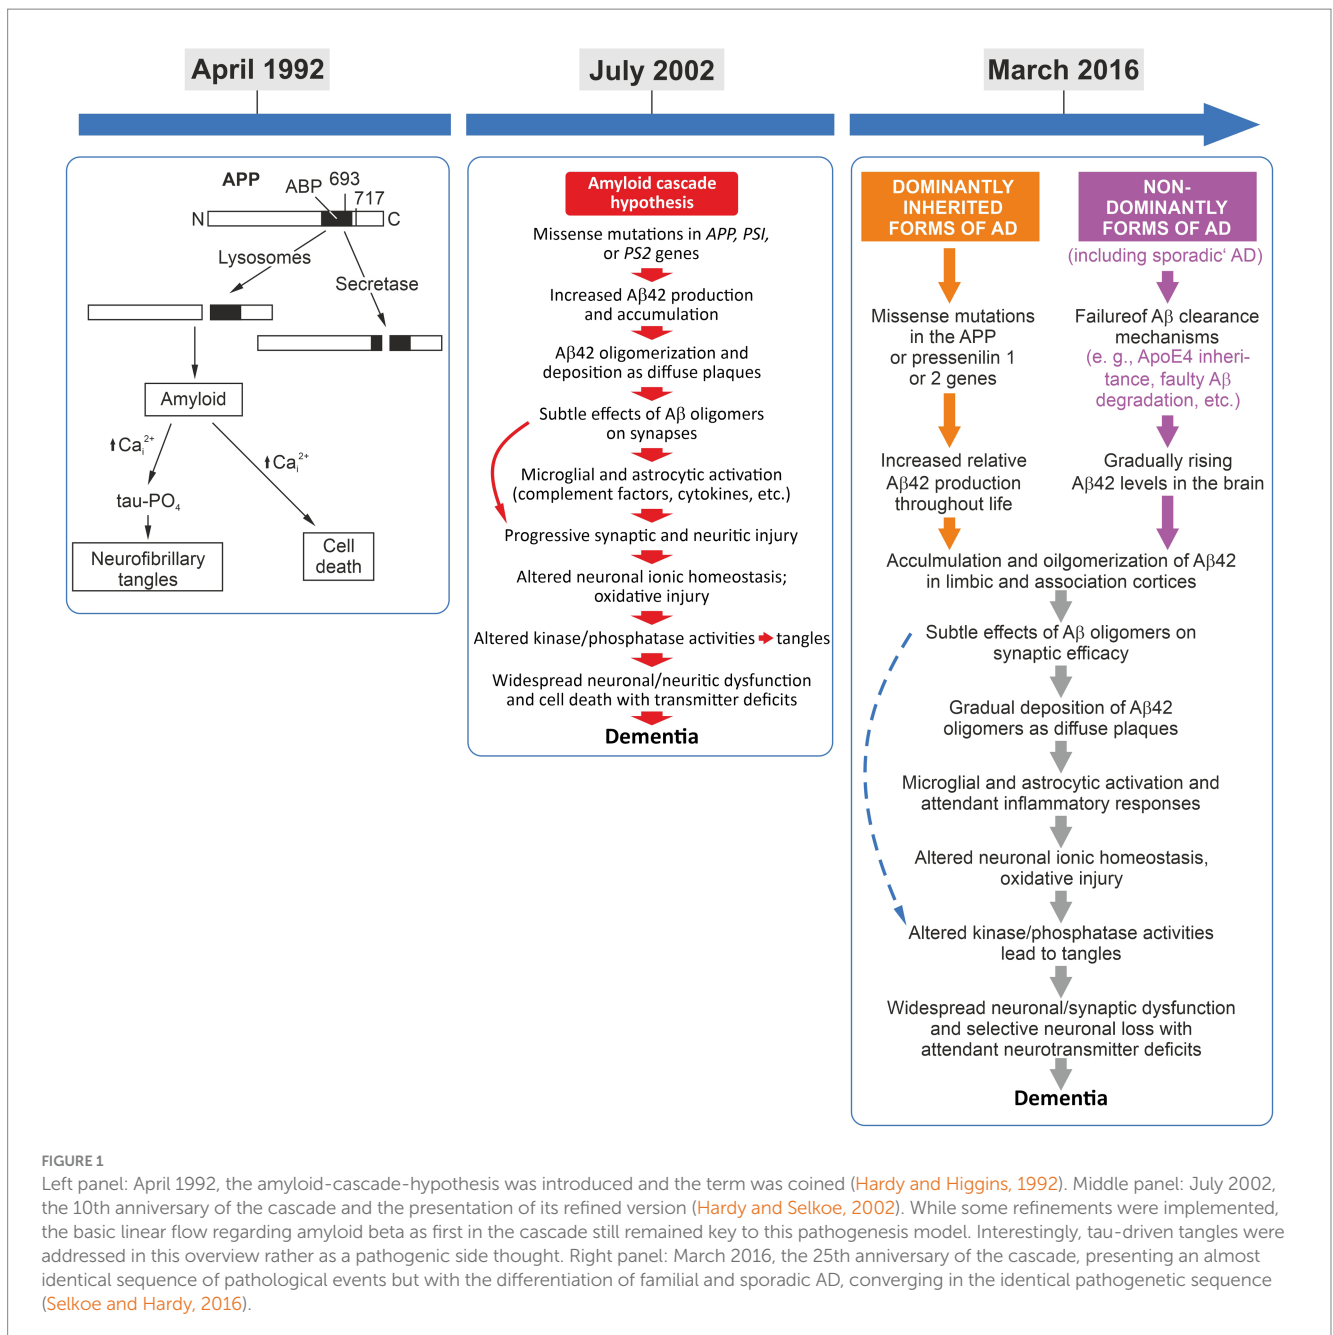 April 1992
July 2002
March 2016
APP
ABP
693
717
N
C
Lysosomes
Secretase
Amyloid
Cai2+
Cai2+
tau-PO4
Neurofibrillary
tangles
Cell
death
Amyloid cascade
hypothesis
Missense mutations in APP, PSI,
or PS2 genes
Increased Aβ42 production
and accumulation
Aβ42 oligomerization and
deposition as diffuse plaques
Subtle effects of Aβ oligomers
on synapses
Microglial and astrocytic activation
(complement factors, cytokines, etc.)
Progressive synaptic and neuritic injury
Altered neuronal ionic homeostasis;
oxidative injury
Altered kinase/phosphatase activities tangles
Widespread neuronal/neuritic dysfunction
and cell death with transmitter deficits
Dementia
DOMINANTLY
INHERITED
FORMS OF AD
Missense mutations
in the APP
or pressenilin 1
or 2 genes
Increased relative
Aβ42 production
throughout life
NON-
DOMINANTLY
FORMS OF AD
(including sporadic‘ AD)
Failureof Aβ clearance
mechanisms
(e. g., ApoE4 inheri-
tance, faulty Aβ
degradation, etc.)
Gradually rising
Aβ42 levels in the brain
Acculmulation and oilgomerization of Aβ42
in limbic and association cortices
Subtle effects of Aβ oligomers on
synaptic efficacy
Gradual deposition of Aβ42
oligomers as diffuse plaques
Microglial and astrocytic activation and
attendant inflammatory responses
Altered neuronal ionic homeostasis,
oxidative injury
Altered kinase/phosphatase activities
lead to tangles
Widespread neuronal/synaptic dysfunction
and selective neuronal loss with
attendant neurotransmitter deficits
Dementia
FIGURE 1
Left panel: April 1992, the amyloid-cascade-hypothesis was introduced and the term was coined (Hardy and Higgins, 1992). Middle panel: July 2002,
the 10th anniversary of the cascade and the presentation of its refined version (Hardy and Selkoe, 2002). While some refinements were implemented,
the basic linear flow regarding amyloid beta as first in the cascade still remained key to this pathogenesis model. Interestingly, tau-driven tangles were
addressed in this overview rather as a pathogenic side thought. Right panel: March 2016, the 25th anniversary of the cascade, presenting an almost
identical sequence of pathological events but with the differentiation of familial and sporadic AD, converging in the identical pathogenetic sequence
(Selkoe and Hardy, 2016).